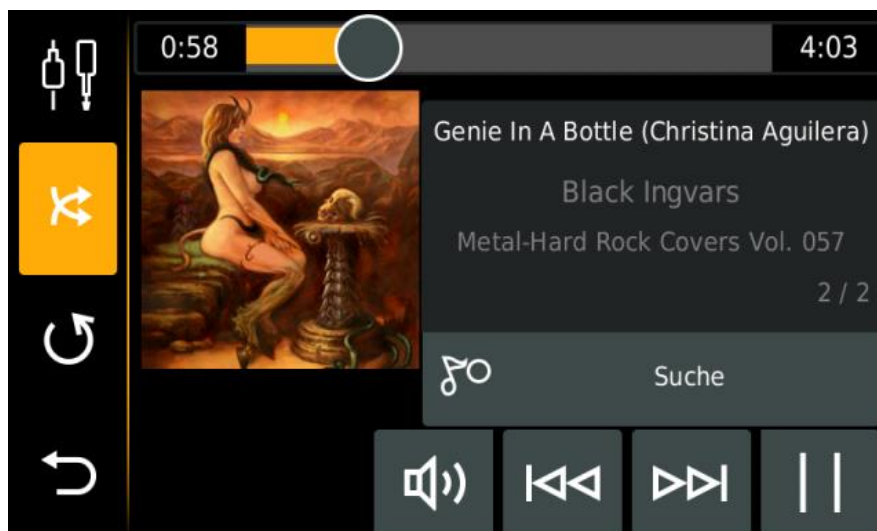 0:58
4:03
Genie In A Bottle (Christina Aguilera)
Black Ingvars
Metal-Hard Rock Covers Vol. 057
2 / 2
Suche